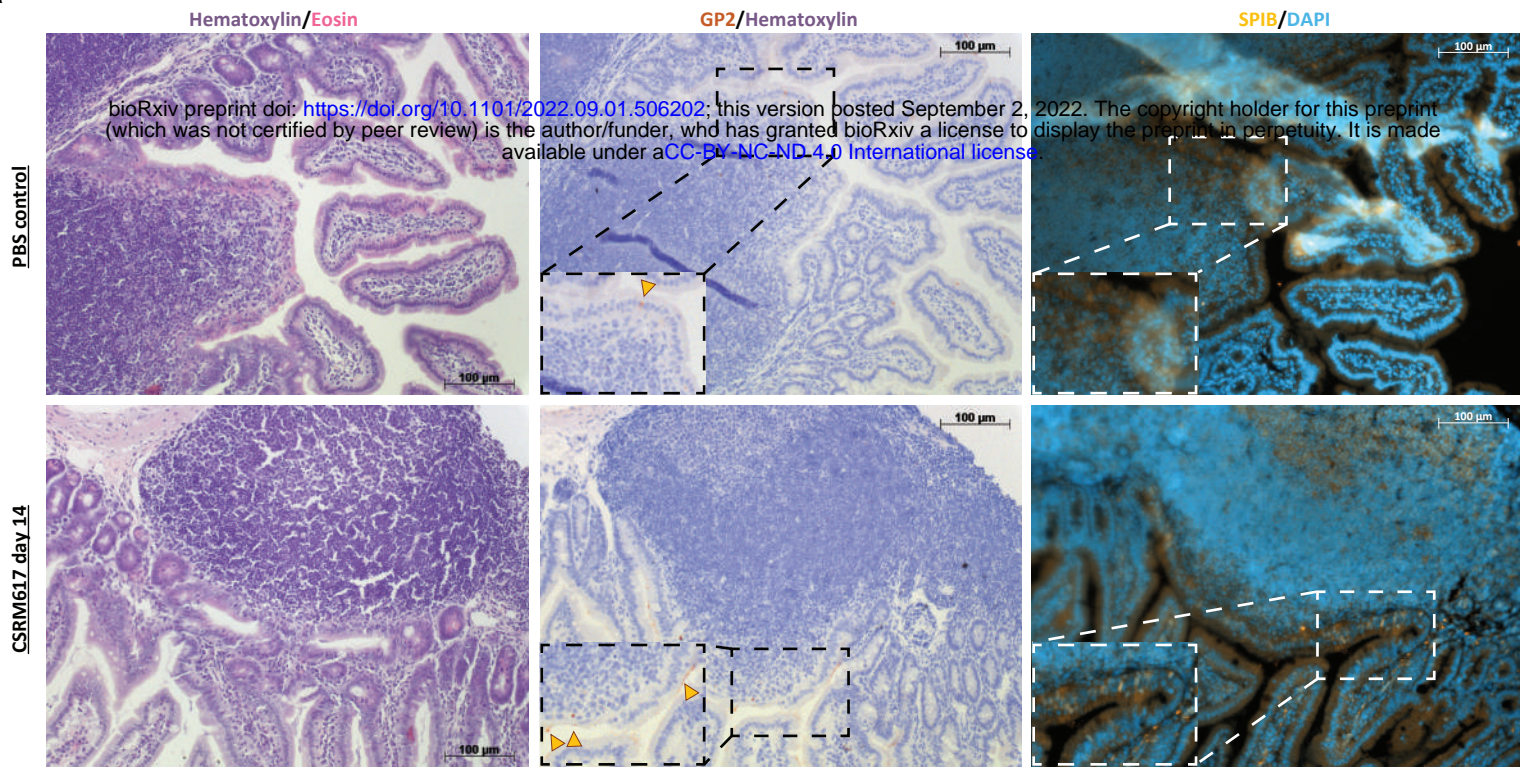 Hematoxylin/Eosin
GP2/Hematoxylin
SPIB/DAPI
PBS control
100 µm
100 µm
100 µm
bioRxiv preprint doi: https://doi.org/10.1101/2022.09.01.506202; this version posted September 2, 2022. The copyright holder for this preprint
(which was not certified by peer review) is the author/funder, who has granted bioRxiv a license to display the preprint in perpetuity. It is made
available under aCC-BY-NC-ND 4.0 International license.
CSRM617 day 14
100 µm
100 µm
100 µm